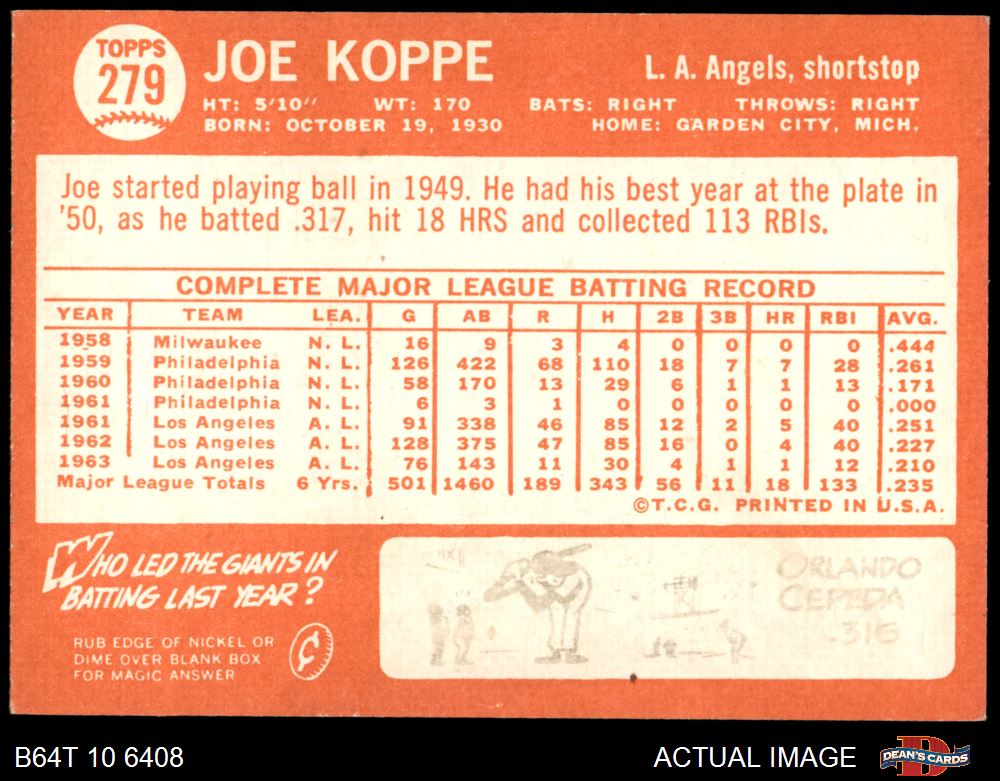 TOPPS
279
JOE KOPPE
L. A. Angels, shortstop
HT: 5'10" WT: 170 BATS: RIGHT THROWS: RIGHT
BORN: OCTOBER 19, 1930 HOME: GARDEN CITY, MICH.
Joe started playing ball in 1949. He had his best year at the plate in
'50, as he batted .317, hit 18 HRS and collected 113 RBIs.
COMPLETE MAJOR LEAGUE BATTING RECORD
YEAR TEAM LEA. G AB R H 2B 3B HR RBI AVG.
1958 Milwaukee N. L. 16 9 3 4 0 0 0 0 .444
1959 Philadelphia N. L. 126 422 68 110 18 7 7 28 .261
1960 Philadelphia N. L. 58 170 13 29 6 1 1 13 .171
1961 Philadelphia N. L. 6 3 1 0 0 0 0 0 .000
1961 Los Angeles A. L. 91 338 46 85 12 2 5 40 .251
1962 Los Angeles A. L. 128 375 47 85 16 0 4 40 .227
1963 Los Angeles A. L. 76 143 11 30 4 1 1 12 .210
Major League Totals 6 Yrs. 501 1460 189 343 56 11 18 133 .235
©T.C.G. PRINTED IN U.S.A.
WHO LED THE GIANTS IN
BATTING LAST YEAR?
RUB EDGE OF NICKEL OR
DIME OVER BLANK BOX
FOR MAGIC ANSWER
¢
ORLANDO
CEPEDA
.316
B64T 10 6408 ACTUAL IMAGE DEAN'S CARDS